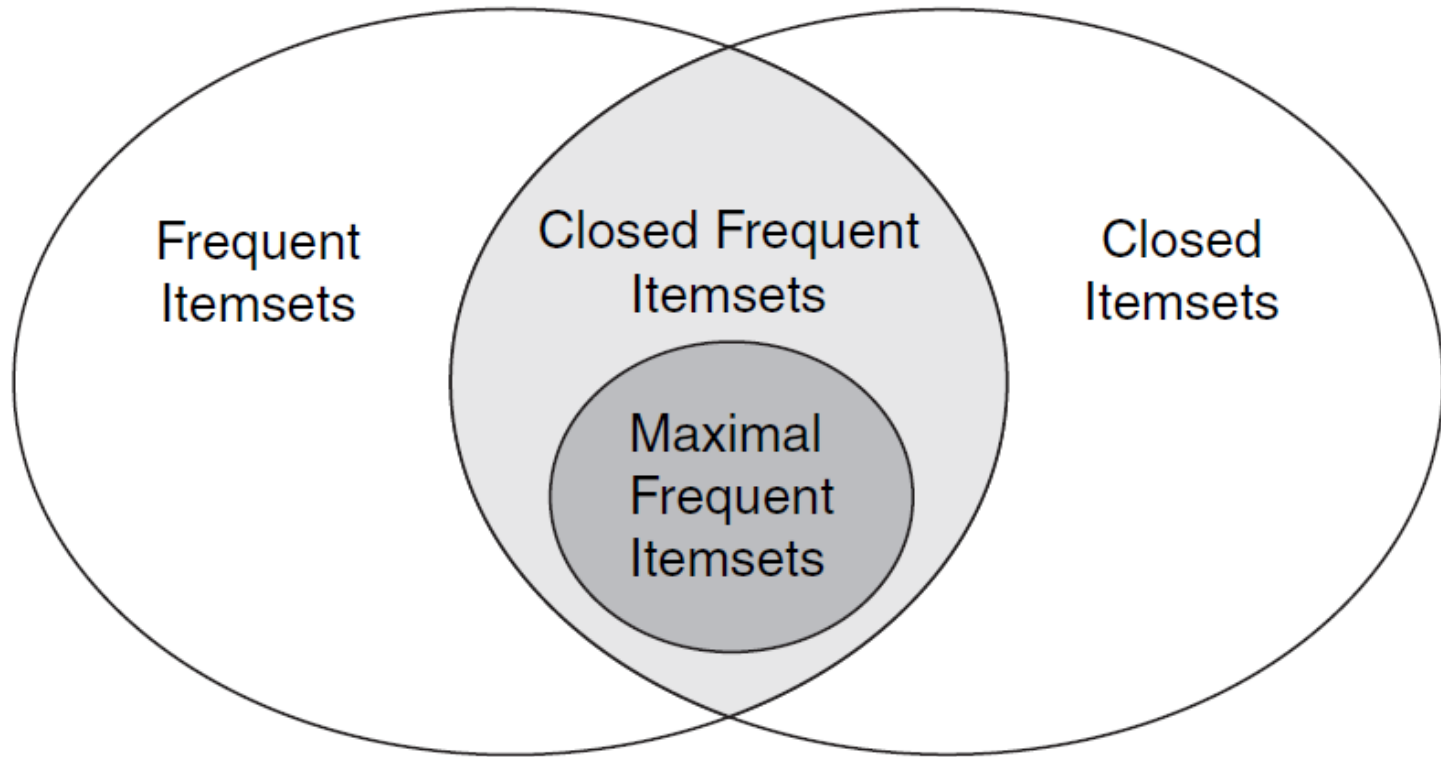 Frequent
Itemsets
Closed Frequent
Itemsets
Closed
Itemsets
Maximal
Frequent
Itemsets